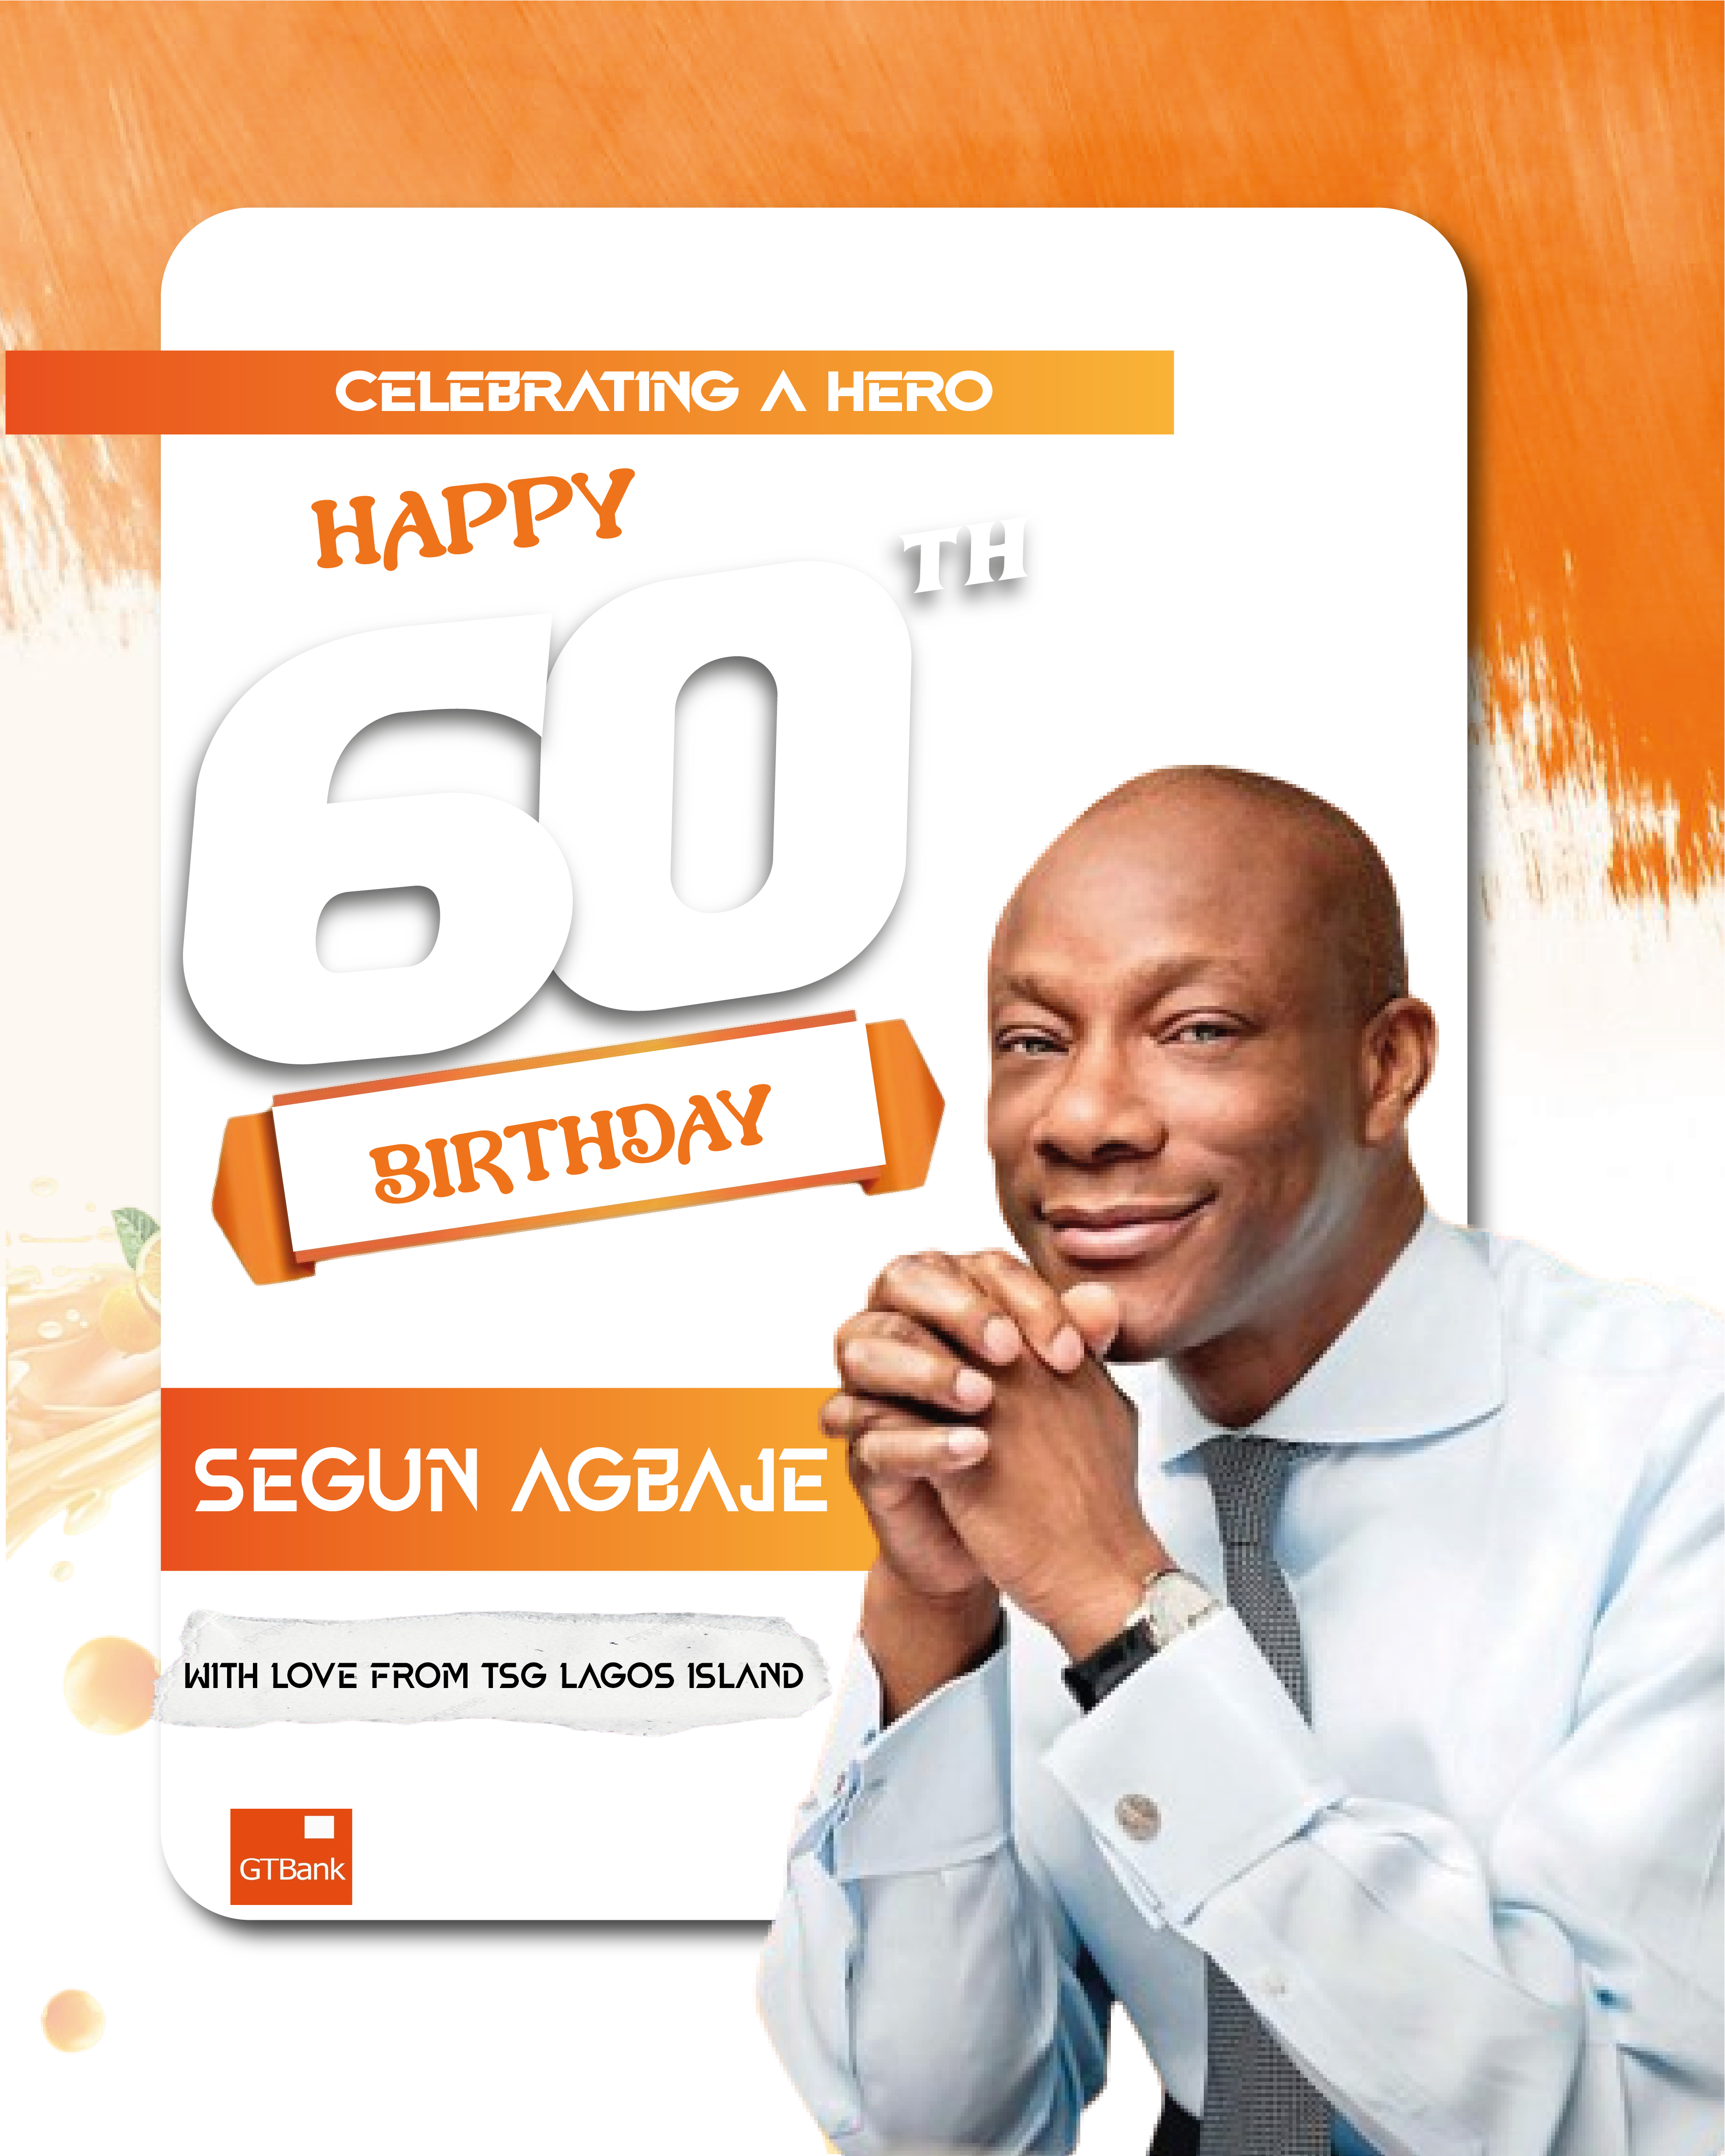 CELEBRATING A HERO
HAPPY
60TH
BIRTHDAY
SEGUN AGBAJE
WITH LOVE FROM TSG LAGOS ISLAND
GTBank